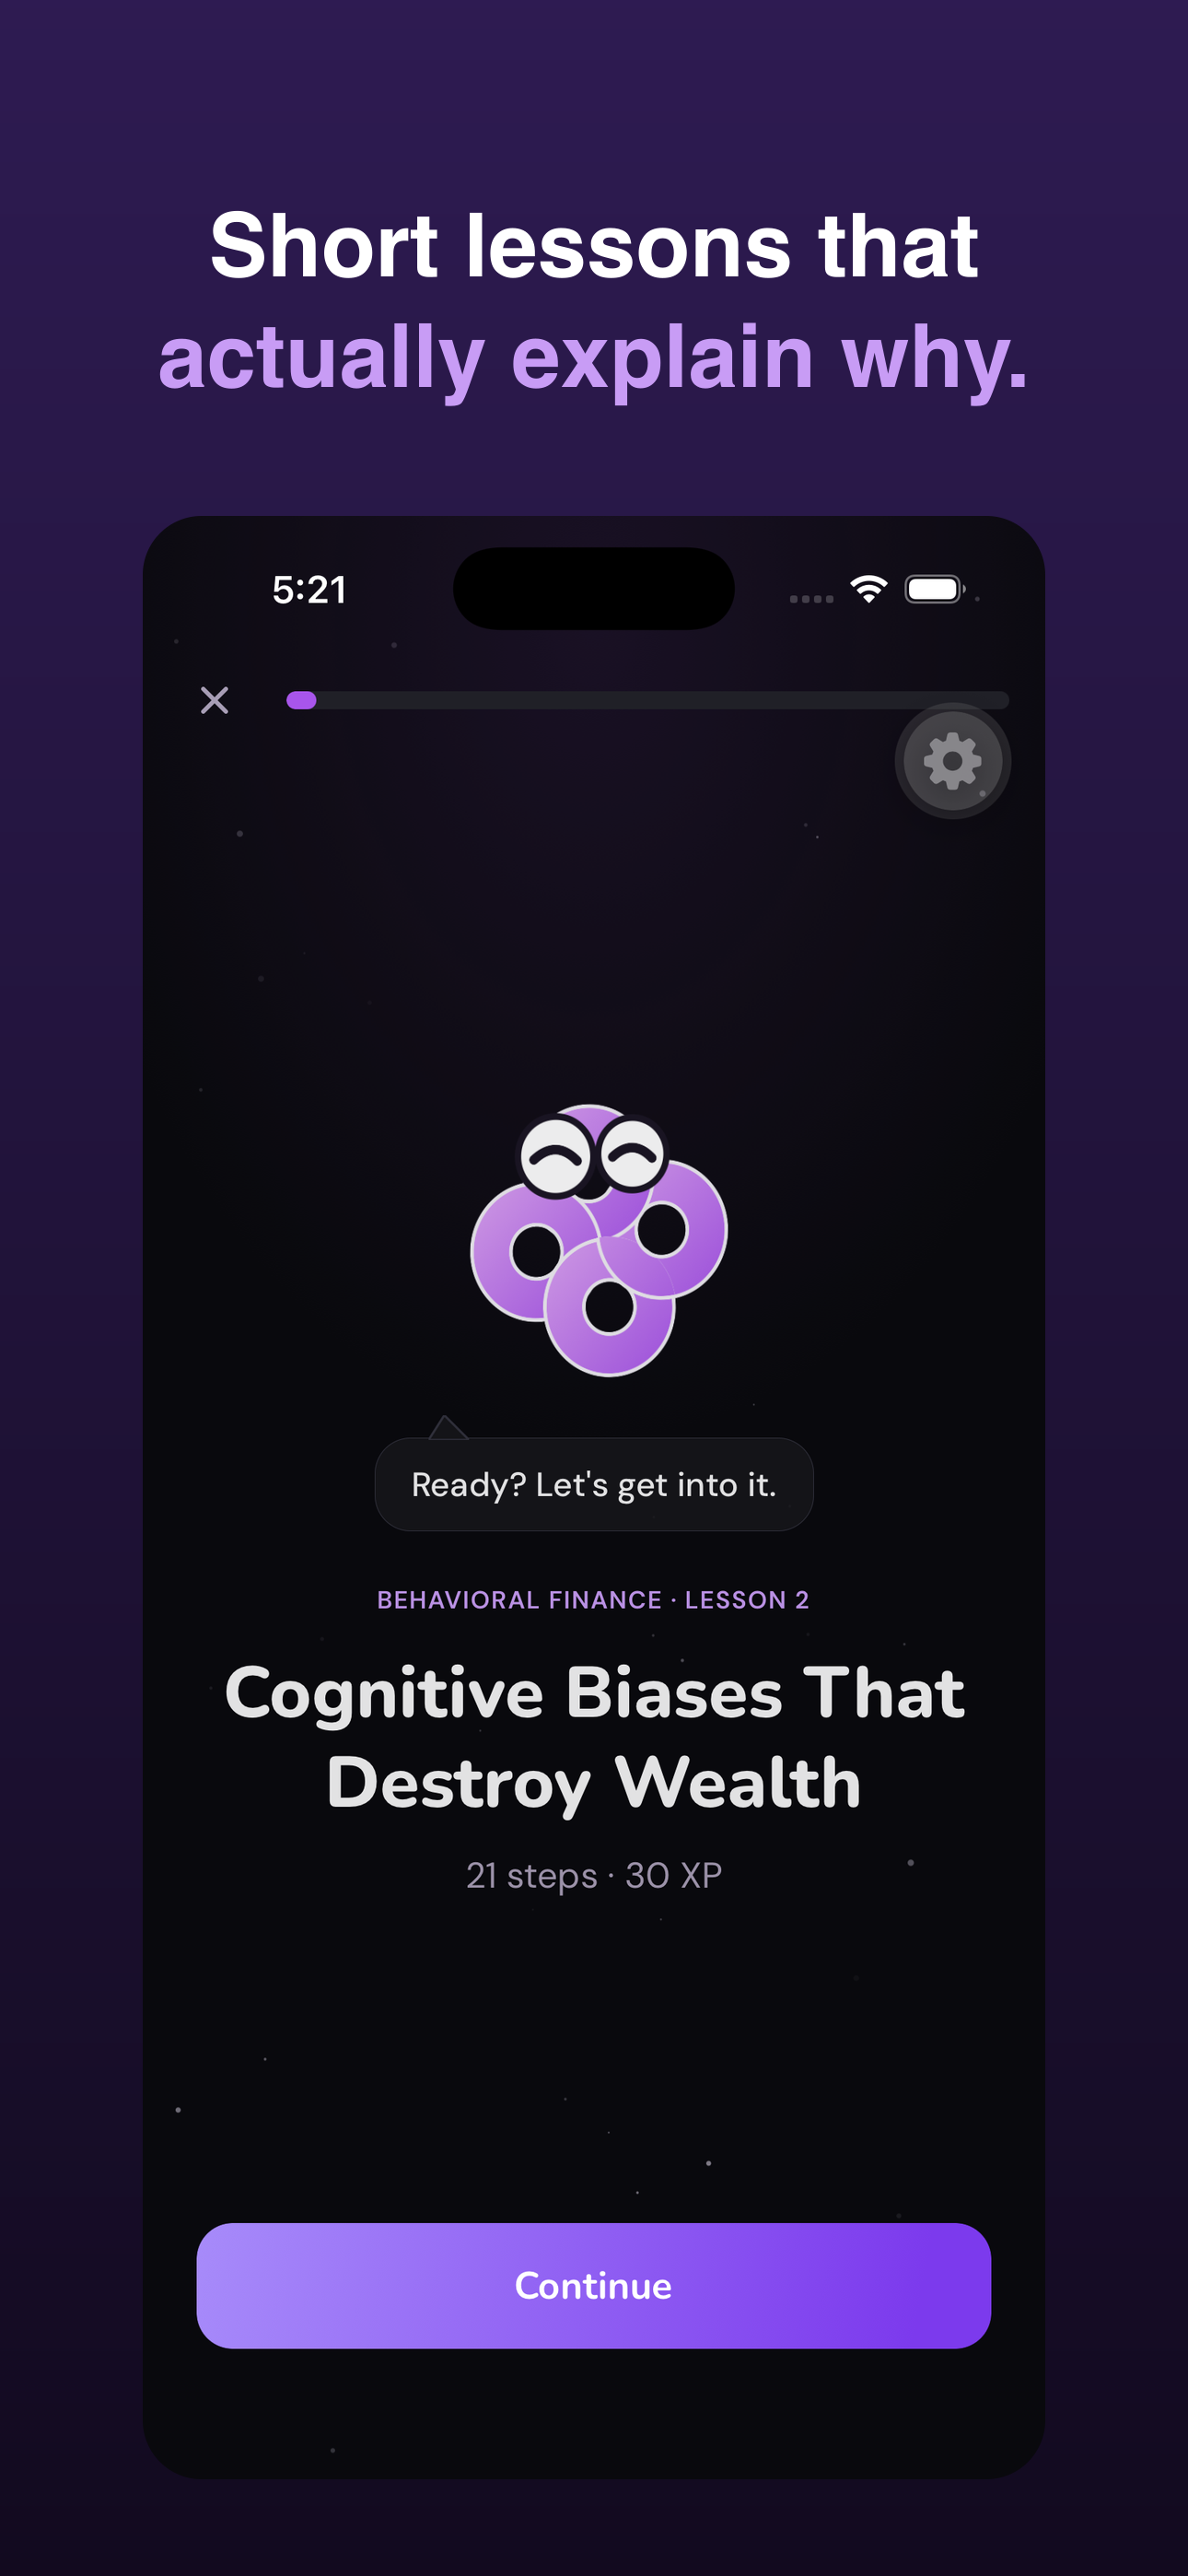 Short lessons that
actually explain why.
5:21
Ready? Let's get into it.
BEHAVIORAL FINANCE · LESSON 2
Cognitive Biases That
Destroy Wealth
21 steps · 30 XP
Continue